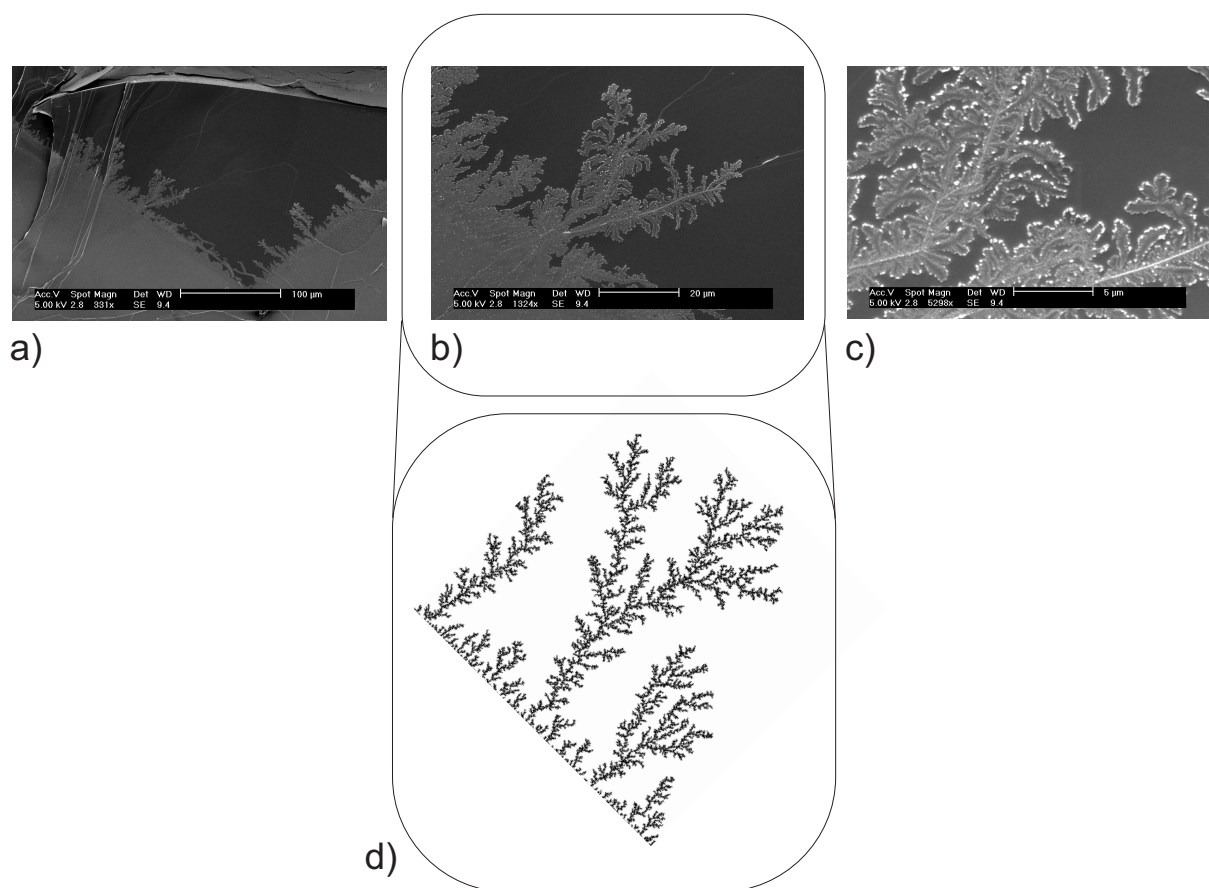 Acc.V Spot Magn Det WD 100 µm
5.00 kV 2.8 331x SE 9.4
a)
Acc.V Spot Magn Det WD 20 µm
5.00 kV 2.8 1324x SE 9.4
b)
Acc.V Spot Magn Det WD 5 µm
5.00 kV 2.8 5298x SE 9.4
c)
d)